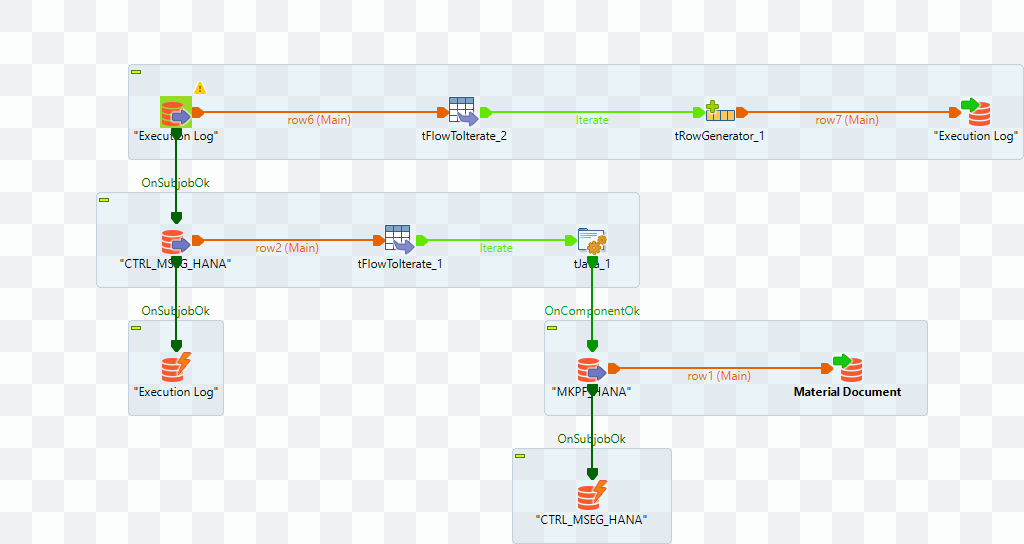 row6 (Main)
Iterate
row7 (Main)
"Execution Log"
tFlowToIterate_2
tRowGenerator_1
"Execution Log"
OnSubjobOk
row2 (Main)
Iterate
"CTRL_MSEG_HANA"
tFlowToIterate_1
tJava_1
OnSubjobOk
OnComponentOk
row1 (Main)
"Execution Log"
"MKPF_HANA"
Material Document
OnSubjobOk
"CTRL_MSEG_HANA"